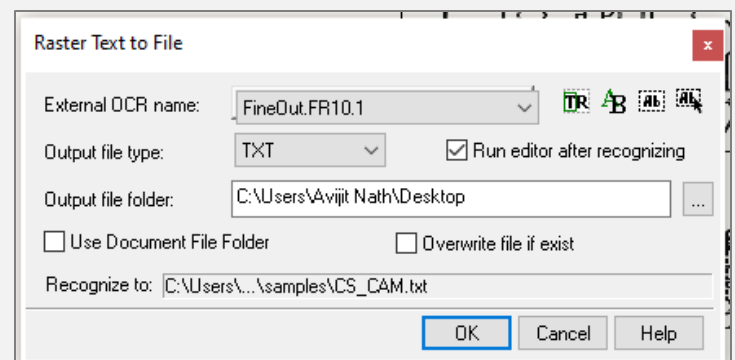 Raster Text to File
External OCR name: FineOut.FR10.1
Output file type: TXT Run editor after recognizing
Output file folder: C:\Users\Avijit Nath\Desktop ...
Use Document File Folder Overwrite file if exist
Recognize to: C:\Users\...\samples\CS_CAM.txt
OK Cancel Help